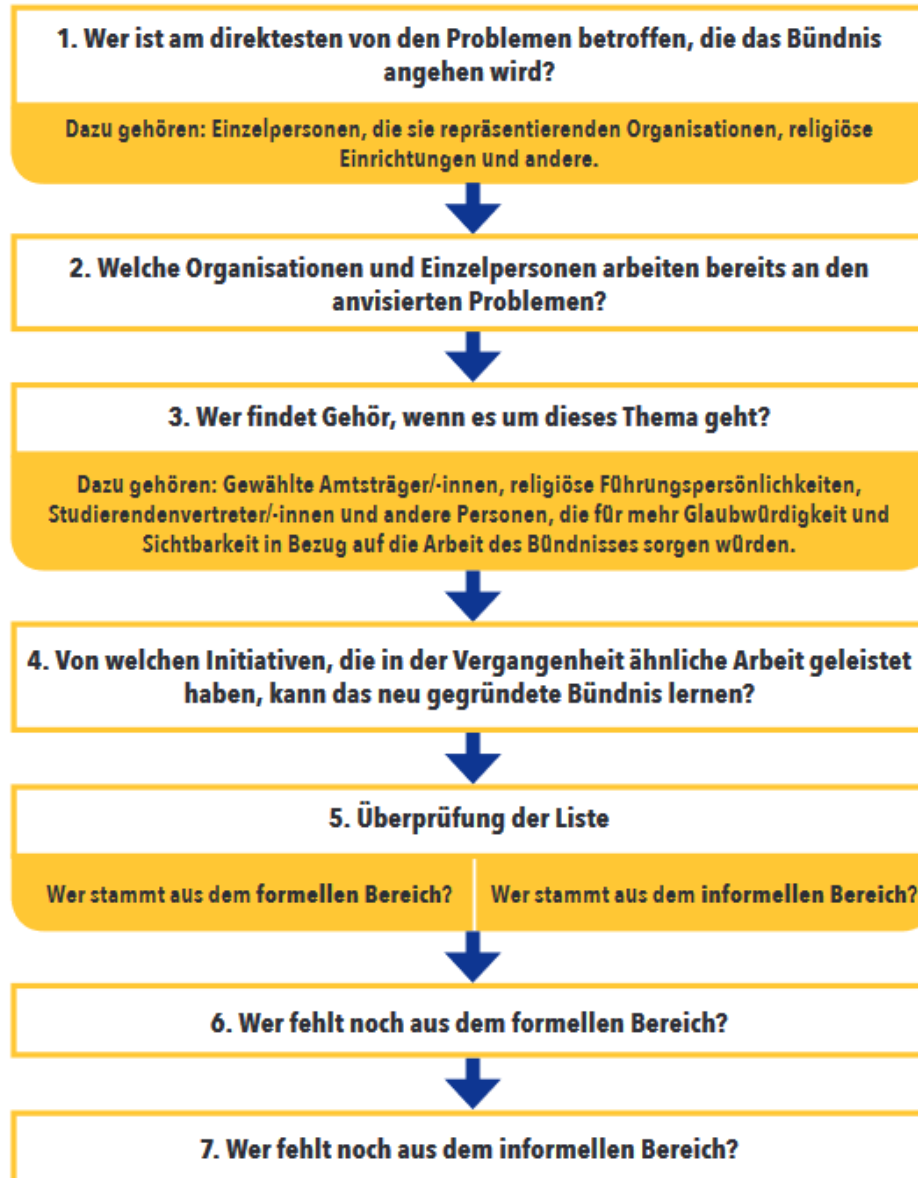 1. Wer ist am direktesten von den Problemen betroffen, die das Bündnis
angehen wird?
Dazu gehören: Einzelpersonen, die sie repräsentierenden Organisationen, religiöse
Einrichtungen und andere.
2. Welche Organisationen und Einzelpersonen arbeiten bereits an den
anvisierten Problemen?
3. Wer findet Gehör, wenn es um dieses Thema geht?
Dazu gehören: Gewählte Amtsträger/-innen, religiöse Führungspersönlichkeiten,
Studierendenvertreter/-innen und andere Personen, die für mehr Glaubwürdigkeit und
Sichtbarkeit in Bezug auf die Arbeit des Bündnisses sorgen würden.
4. Von welchen Initiativen, die in der Vergangenheit ähnliche Arbeit geleistet
haben, kann das neu gegründete Bündnis lernen?
5. Überprüfung der Liste
Wer stammt aus dem formellen Bereich?
Wer stammt aus dem informellen Bereich?
6. Wer fehlt noch aus dem formellen Bereich?
7. Wer fehlt noch aus dem informellen Bereich?